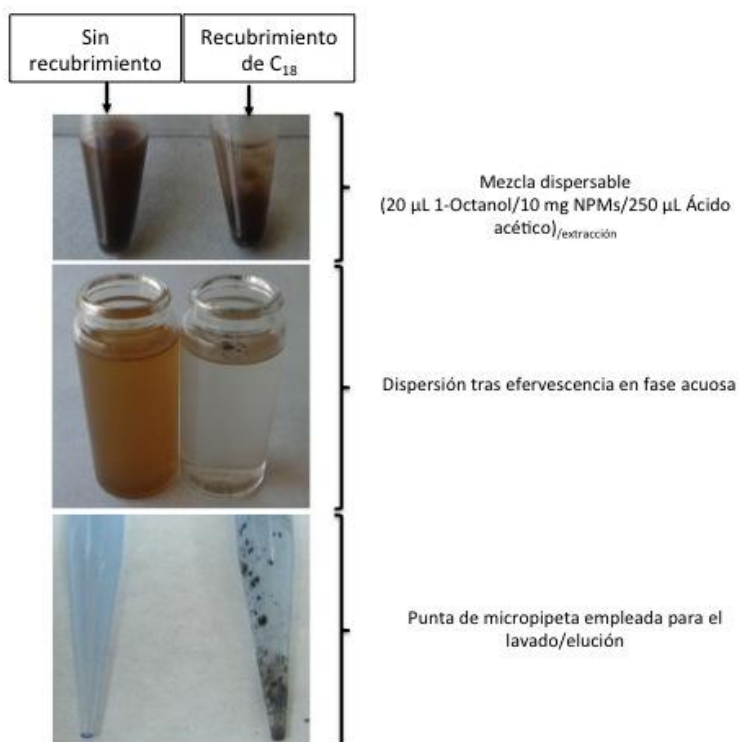 Sin
recubrimiento
Recubrimiento
de C₁₈
Mezcla dispersable
(20 µL 1-Octanol/10 mg NPMs/250 µL Ácido
acético)/extracción
Dispersión tras efervescencia en fase acuosa
Punta de micropipeta empleada para el
lavado/elución